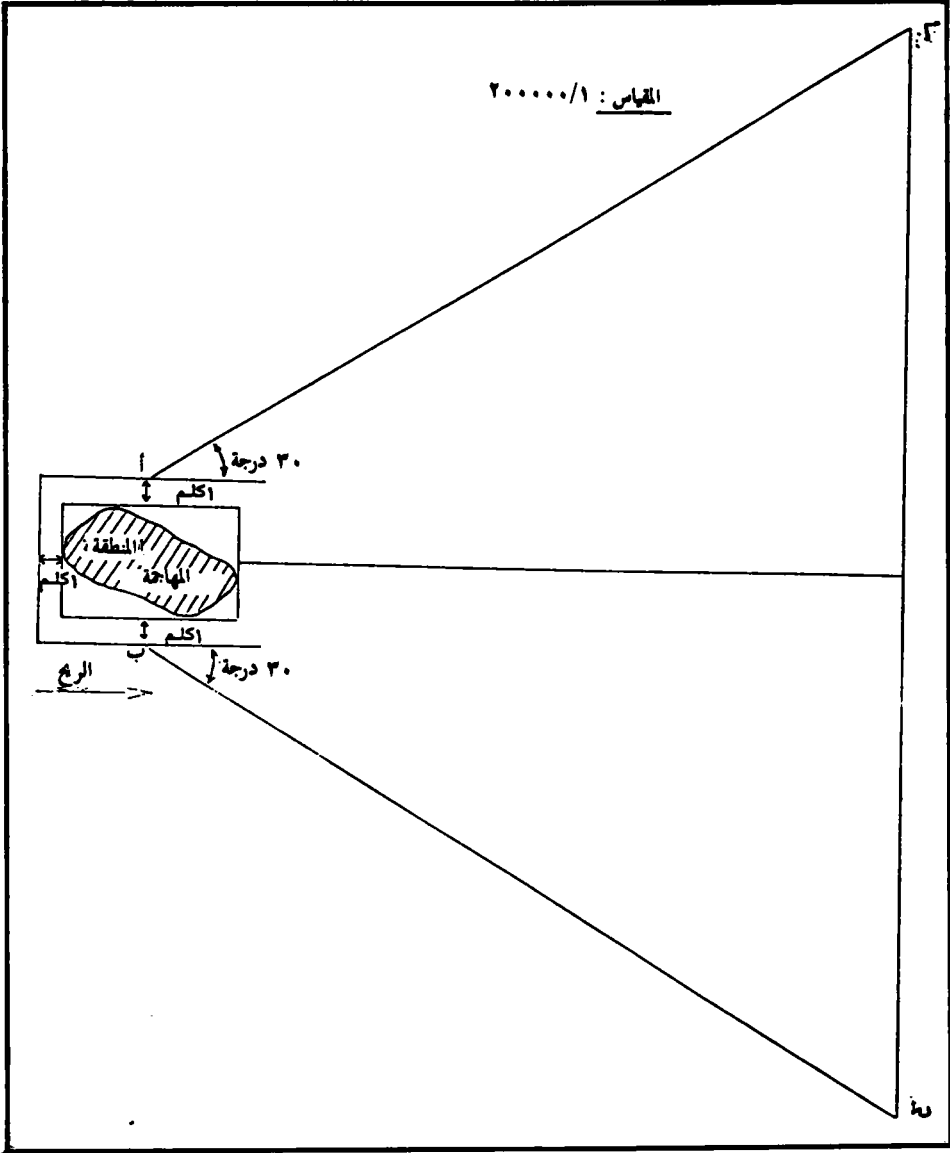 المقياس : ٢٠٠٠٠٠/١
أ
٣٠ درجة
١كلم
المنطقة
المهاجمة
١كلم
١كلم
ب
٣٠ درجة
الريح